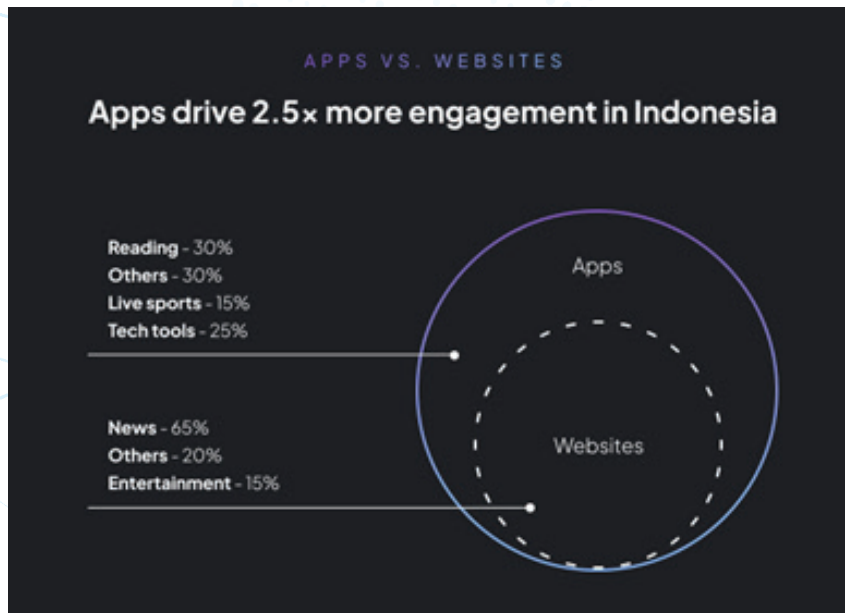 APPS VS. WEBSITES
Apps drive 2.5× more engagement in Indonesia
Reading - 30%
Others - 30%
Live sports - 15%
Tech tools - 25%
Apps
News - 65%
Others - 20%
Entertainment - 15%
Websites